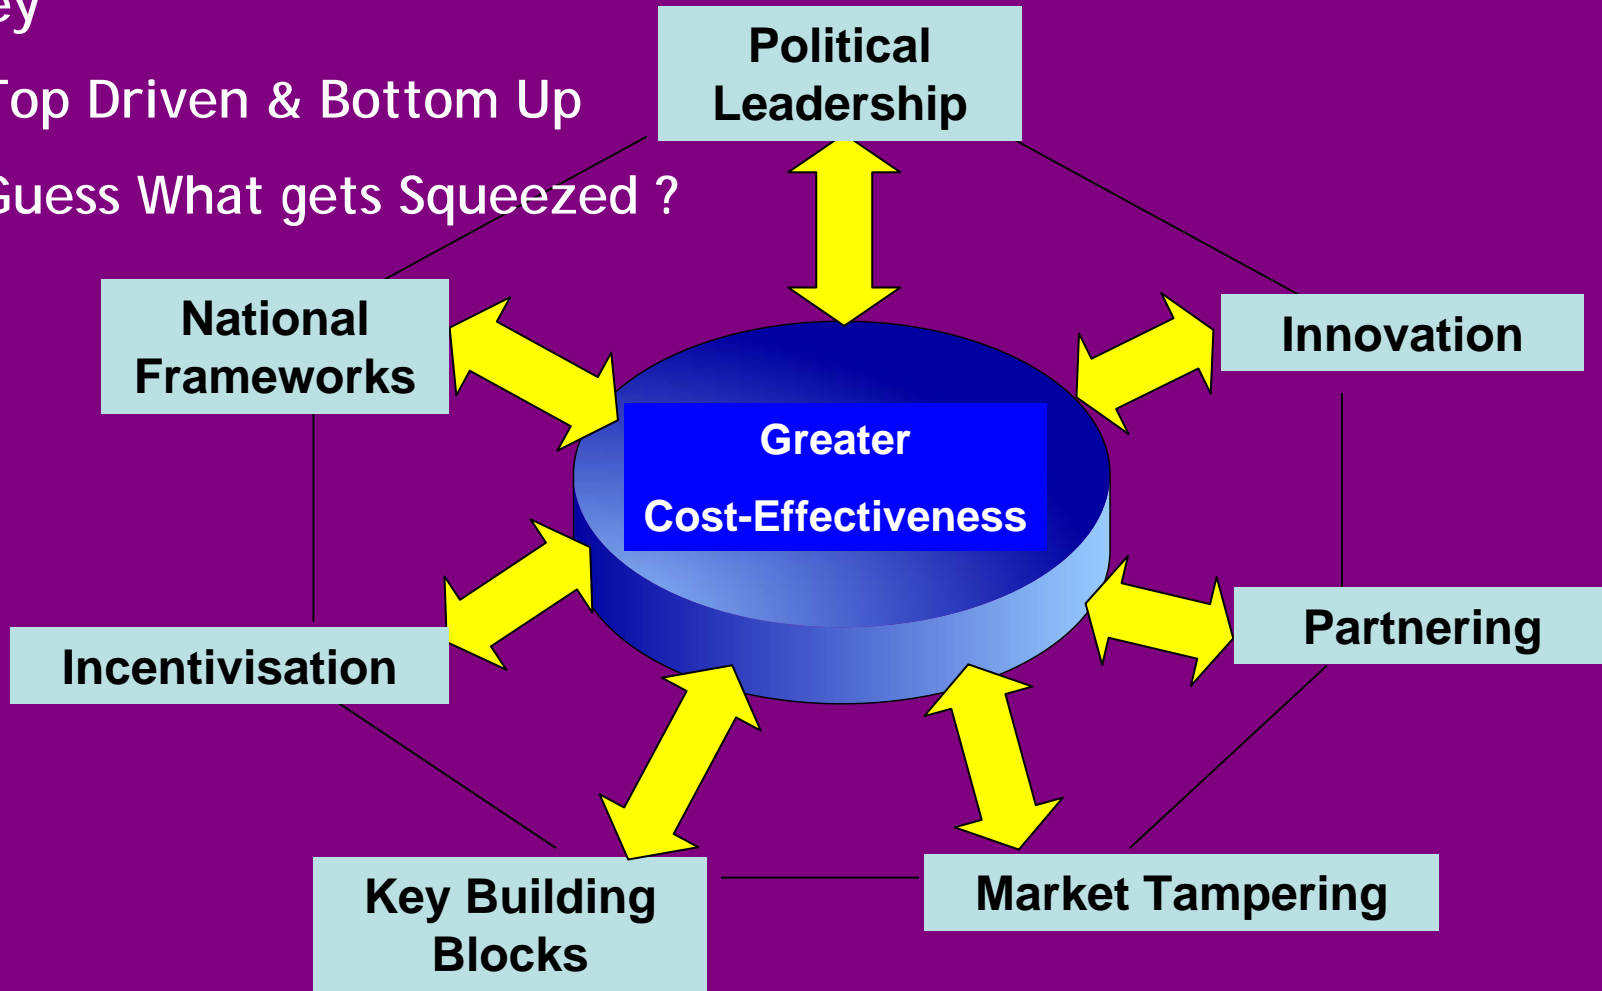 ey
Top Driven & Bottom Up
Guess What gets Squeezed ?
Political
Leadership
National
Frameworks
Innovation
Greater
Cost-Effectiveness
Incentivisation
Partnering
Key Building
Blocks
Market Tampering